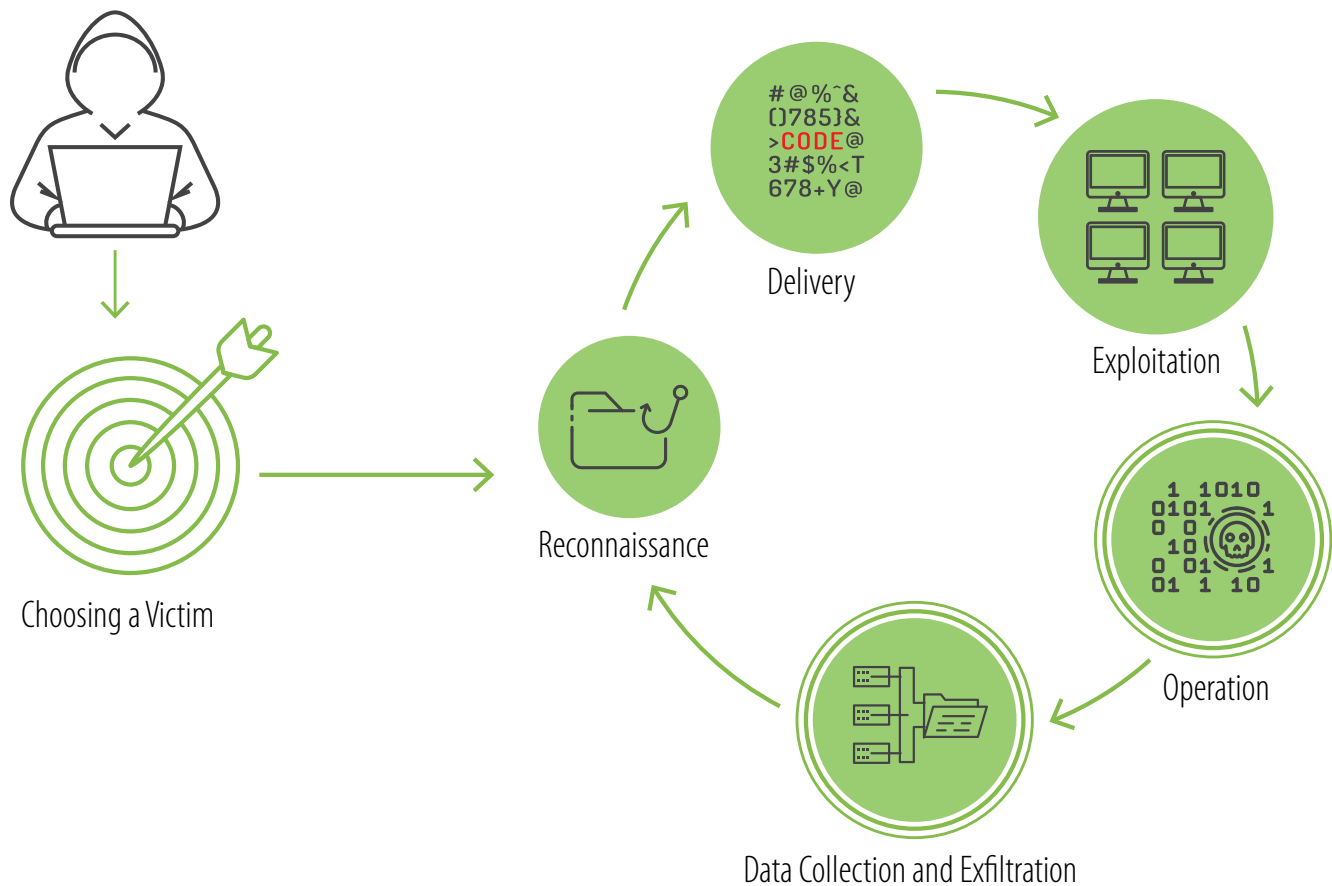 #@%^&
()785}&
>CODE@
3#$%<T
678+Y@
Delivery
Exploitation
1 1010
0101 1
0 0
10
0 01 1
01 1 10
Reconnaissance
Choosing a Victim
Operation
Data Collection and Exfiltration